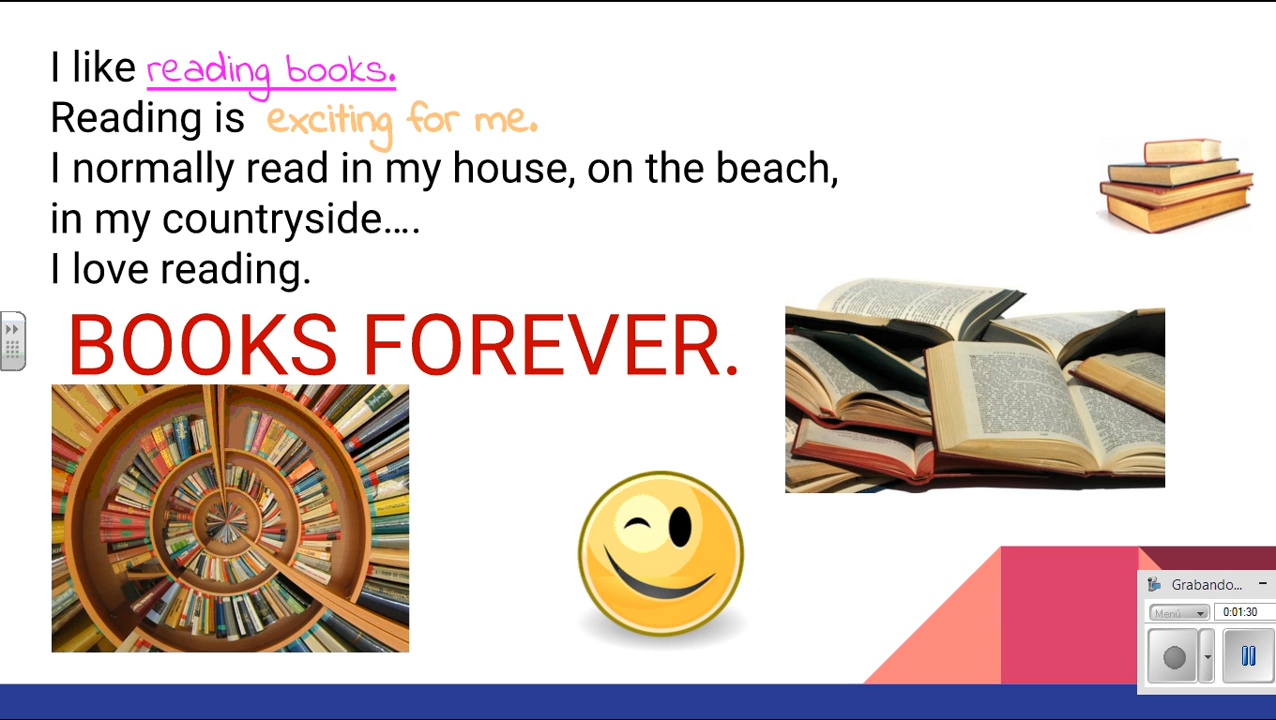 I like reading books.
Reading is exciting for me.
I normally read in my house, on the beach,
in my countryside....
I love reading.
BOOKS FOREVER.
Grabando...
Menú
0:01:30